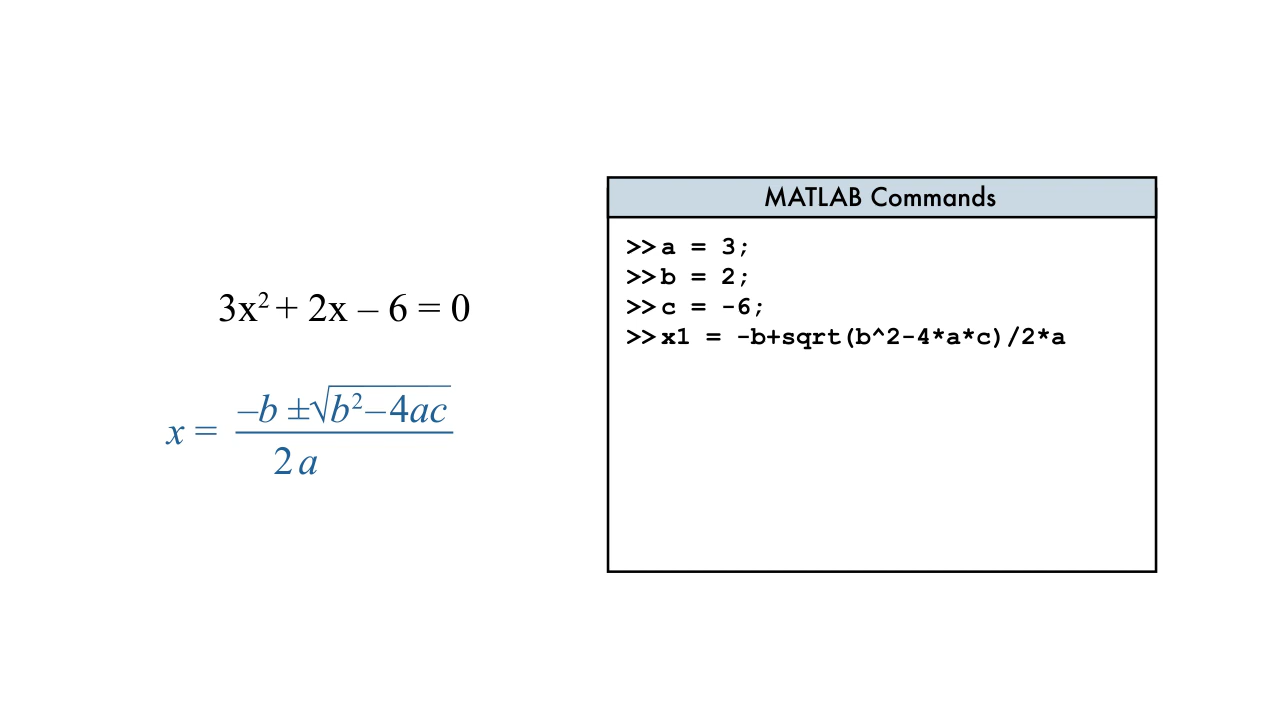 3x² + 2x – 6 = 0
x = –b ±√b²–4ac / 2a
MATLAB Commands
>>a = 3;
>>b = 2;
>>c = -6;
>>x1 = -b+sqrt(b^2-4*a*c)/2*a